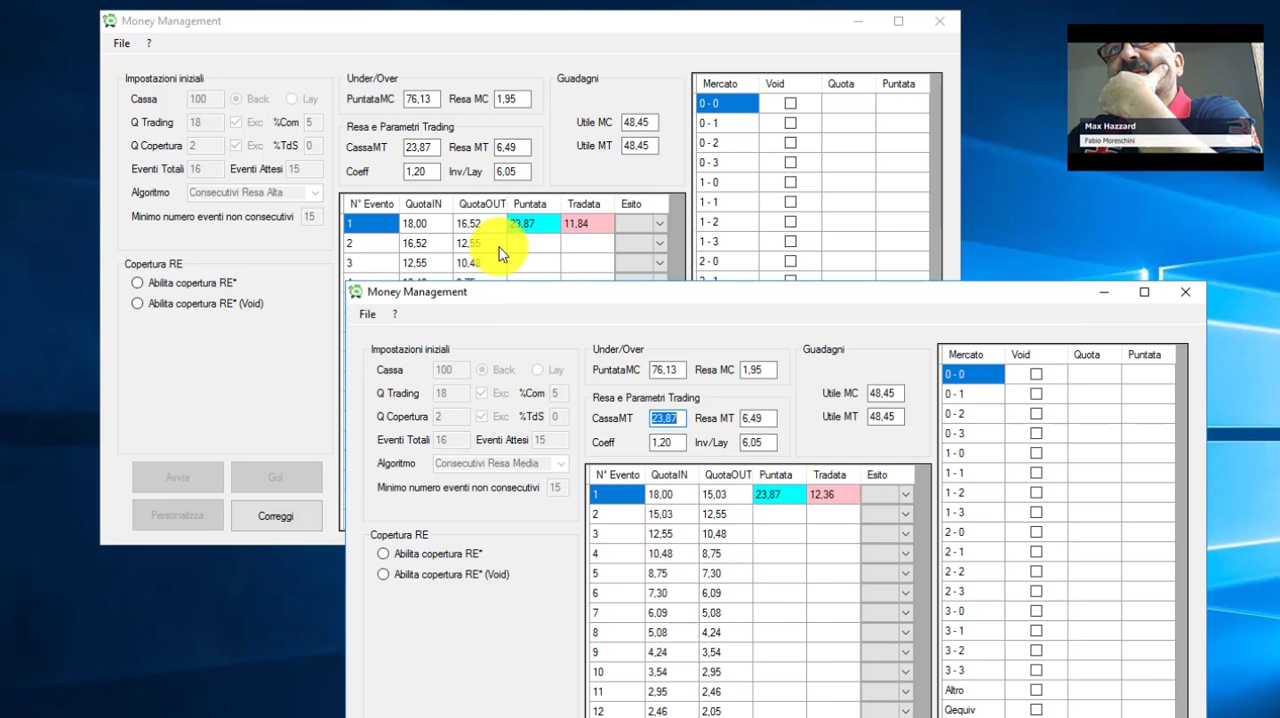 Money Management
File ?
Impostazioni iniziali
Cassa 100 Back Lay
Q Trading 18 Exc %Com 5
Q Copertura 2 Exc %TdS 0
Eventi Totali 16 Eventi Attesi 15
Algoritmo Consecutivi Resa Alta
Minimo numero eventi non consecutivi 15
Copertura RE
Abilita copertura RE*
Abilita copertura RE* (Void)
Avvia Gol
Personalizza Correggi
Under/Over
PuntataMC 76,13 Resa MC 1,95
Resa e Parametri Trading
CassaMT 23,87 Resa MT 6,49
Coeff 1,20 Inv/Lay 6,05
Guadagni
Utile MC 48,45
Utile MT 48,45
N° Evento QuotaIN QuotaOUT Puntata Tradata Esito
1 18,00 16,52 23,87 11,84
2 16,52 12,55
3 12,55 10,48
Mercato Void Quota Puntata
0 - 0
0 - 1
0 - 2
0 - 3
1 - 0
1 - 1
1 - 2
1 - 3
2 - 0
Max Hazzard
Fabio Moreschini
Money Management
File ?
Impostazioni iniziali
Cassa 100 Back Lay
Q Trading 18 Exc %Com 5
Q Copertura 2 Exc %TdS 0
Eventi Totali 16 Eventi Attesi 15
Algoritmo Consecutivi Resa Media
Minimo numero eventi non consecutivi 15
Copertura RE
Abilita copertura RE*
Abilita copertura RE* (Void)
Under/Over
PuntataMC 76,13 Resa MC 1,95
Resa e Parametri Trading
CassaMT 23,87 Resa MT 6,49
Coeff 1,20 Inv/Lay 6,05
Guadagni
Utile MC 48,45
Utile MT 48,45
N° Evento QuotaIN QuotaOUT Puntata Tradata Esito
1 18,00 15,03 23,87 12,36
2 15,03 12,55
3 12,55 10,48
4 10,48 8,75
5 8,75 7,30
6 7,30 6,09
7 6,09 5,08
8 5,08 4,24
9 4,24 3,54
10 3,54 2,95
11 2,95 2,46
12 2,46 2,05
Mercato Void Quota Puntata
0 - 0
0 - 1
0 - 2
0 - 3
1 - 0
1 - 1
1 - 2
1 - 3
2 - 0
2 - 1
2 - 2
2 - 3
3 - 0
3 - 1
3 - 2
3 - 3
Altro
Qequiv